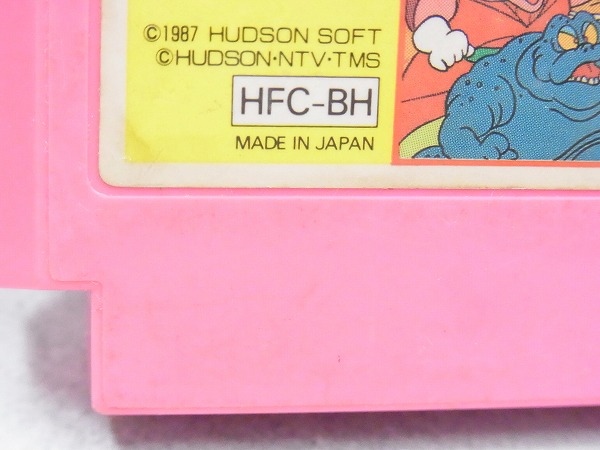 ©1987 HUDSON SOFT
©HUDSON•NTV•TMS
HFC-BH
MADE IN JAPAN